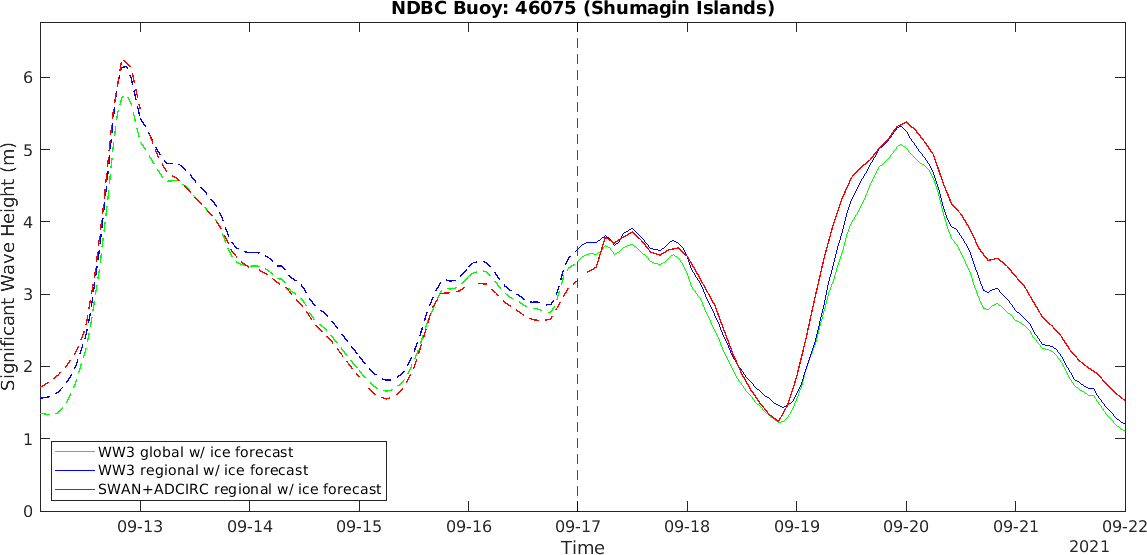 NDBC Buoy: 46075 (Shumagin Islands)
Significant Wave Height (m)
6
5
4
3
2
1
0
WW3 global w/ ice forecast
WW3 regional w/ ice forecast
SWAN+ADCIRC regional w/ ice forecast
09-13 09-14 09-15 09-16 09-17 09-18 09-19 09-20 09-21 09-22
Time
2021